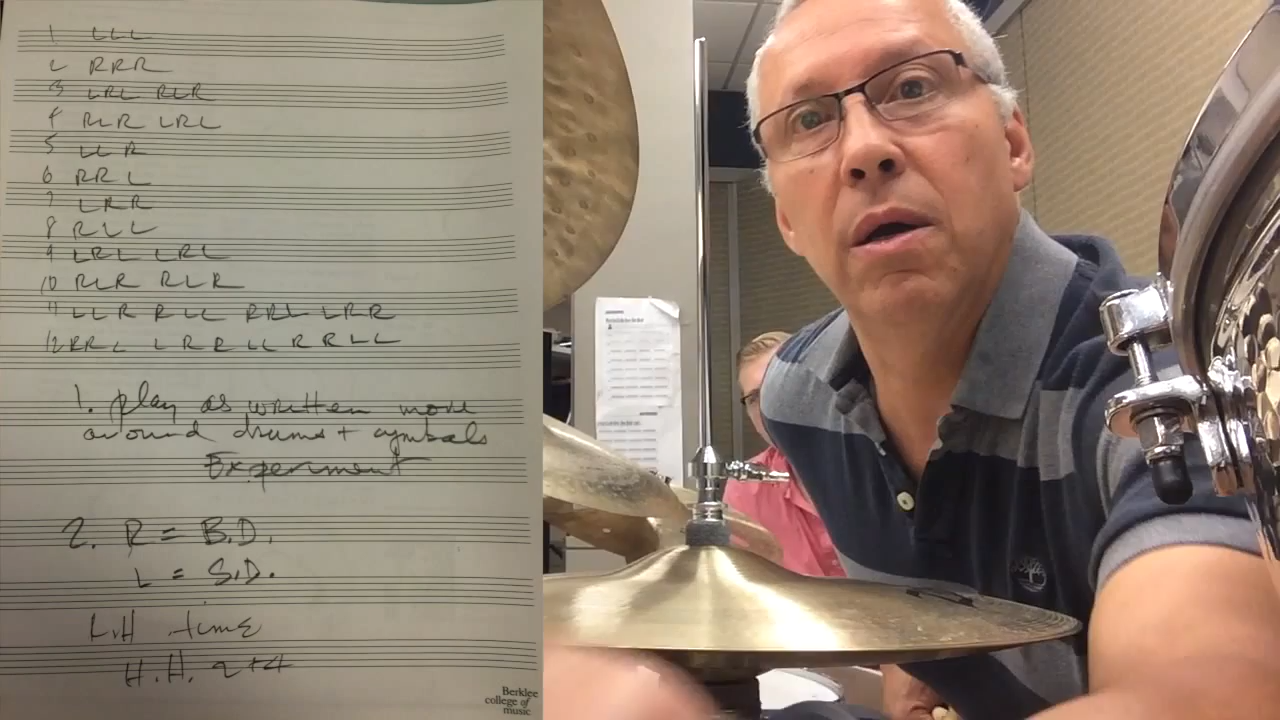 1 LLL
2 RRR
3 LRL RLR
4 RLR LRL
5 LLR
6 RRL
7 LRR
8 RLL
9 LRL LRL
10 RLR RLR
11 LLR RLL RRL LRR
12 RRL LRR LLR RLL
1. play as written move
around drums + cymbals
Experiment
2. R = B.D.
L = S.D.
L.H time
H.H. 2+4
Berklee
college of
music